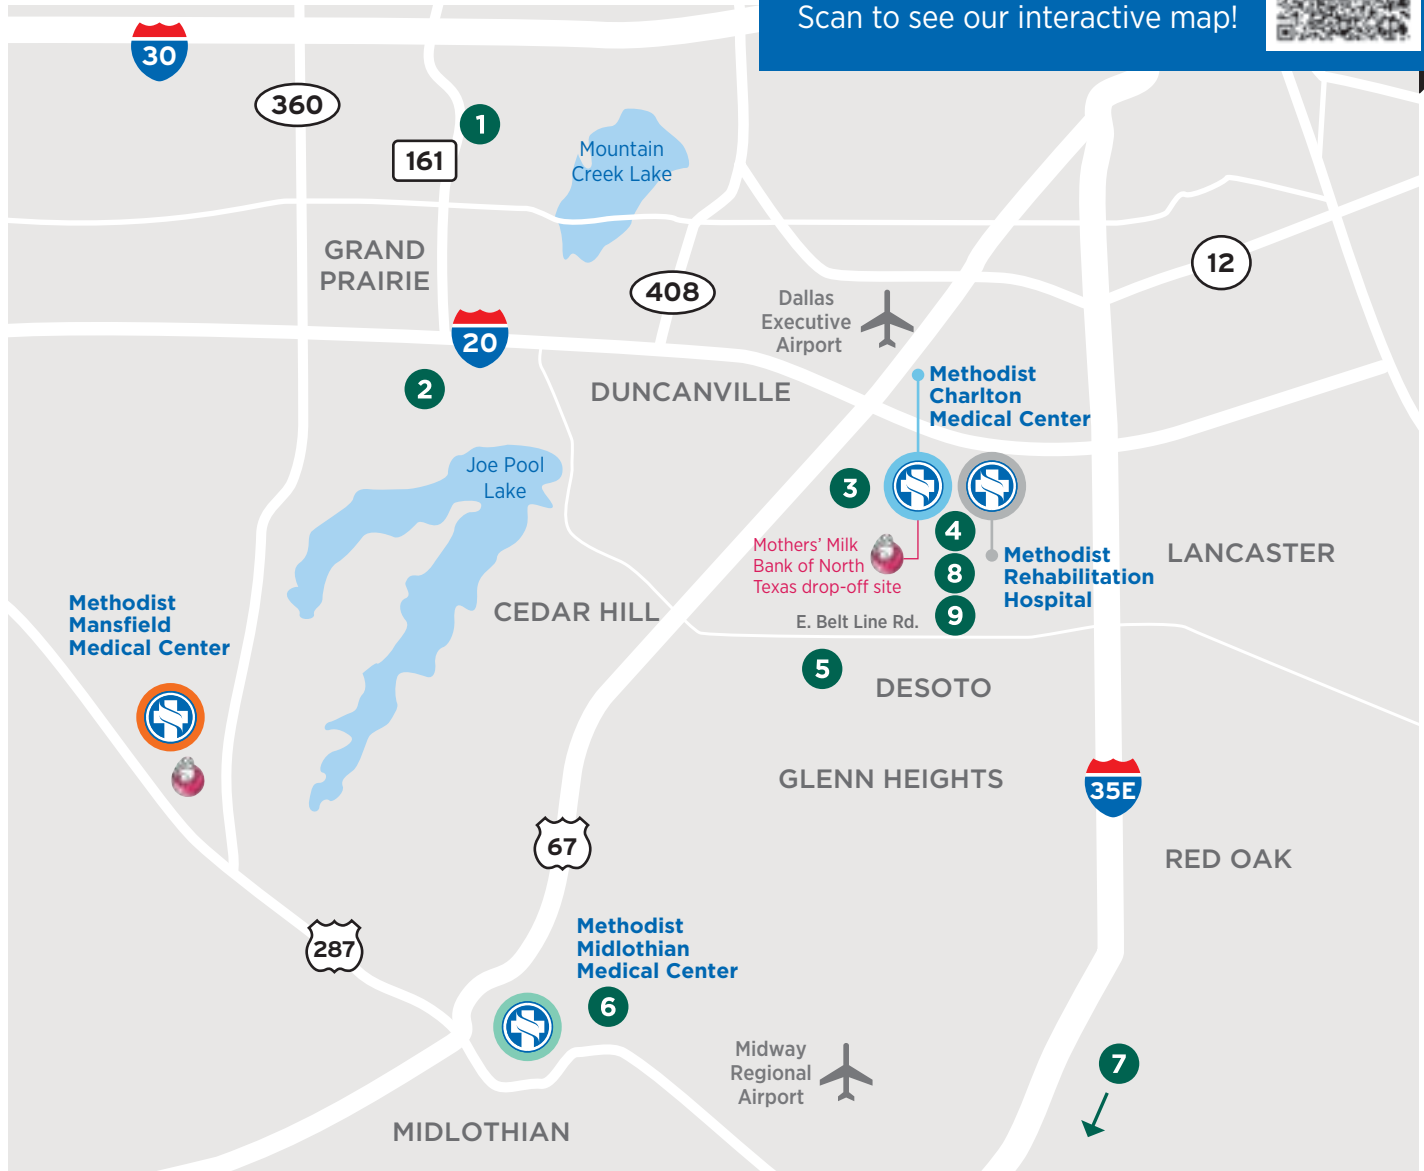 Scan to see our interactive map!
30
360
1
161
Mountain
Creek Lake
GRAND
PRAIRIE
12
408
Dallas
Executive
Airport
20
2
DUNCANVILLE
Methodist
Charlton
Medical Center
Joe Pool
Lake
3
4
Mothers' Milk
Bank of North
Texas drop-off site
8
Methodist
Rehabilitation
Hospital
LANCASTER
9
E. Belt Line Rd.
CEDAR HILL
Methodist
Mansfield
Medical Center
5
DESOTO
GLENN HEIGHTS
35E
67
RED OAK
287
Methodist
Midlothian
Medical Center
6
Midway
Regional
Airport
7
MIDLOTHIAN